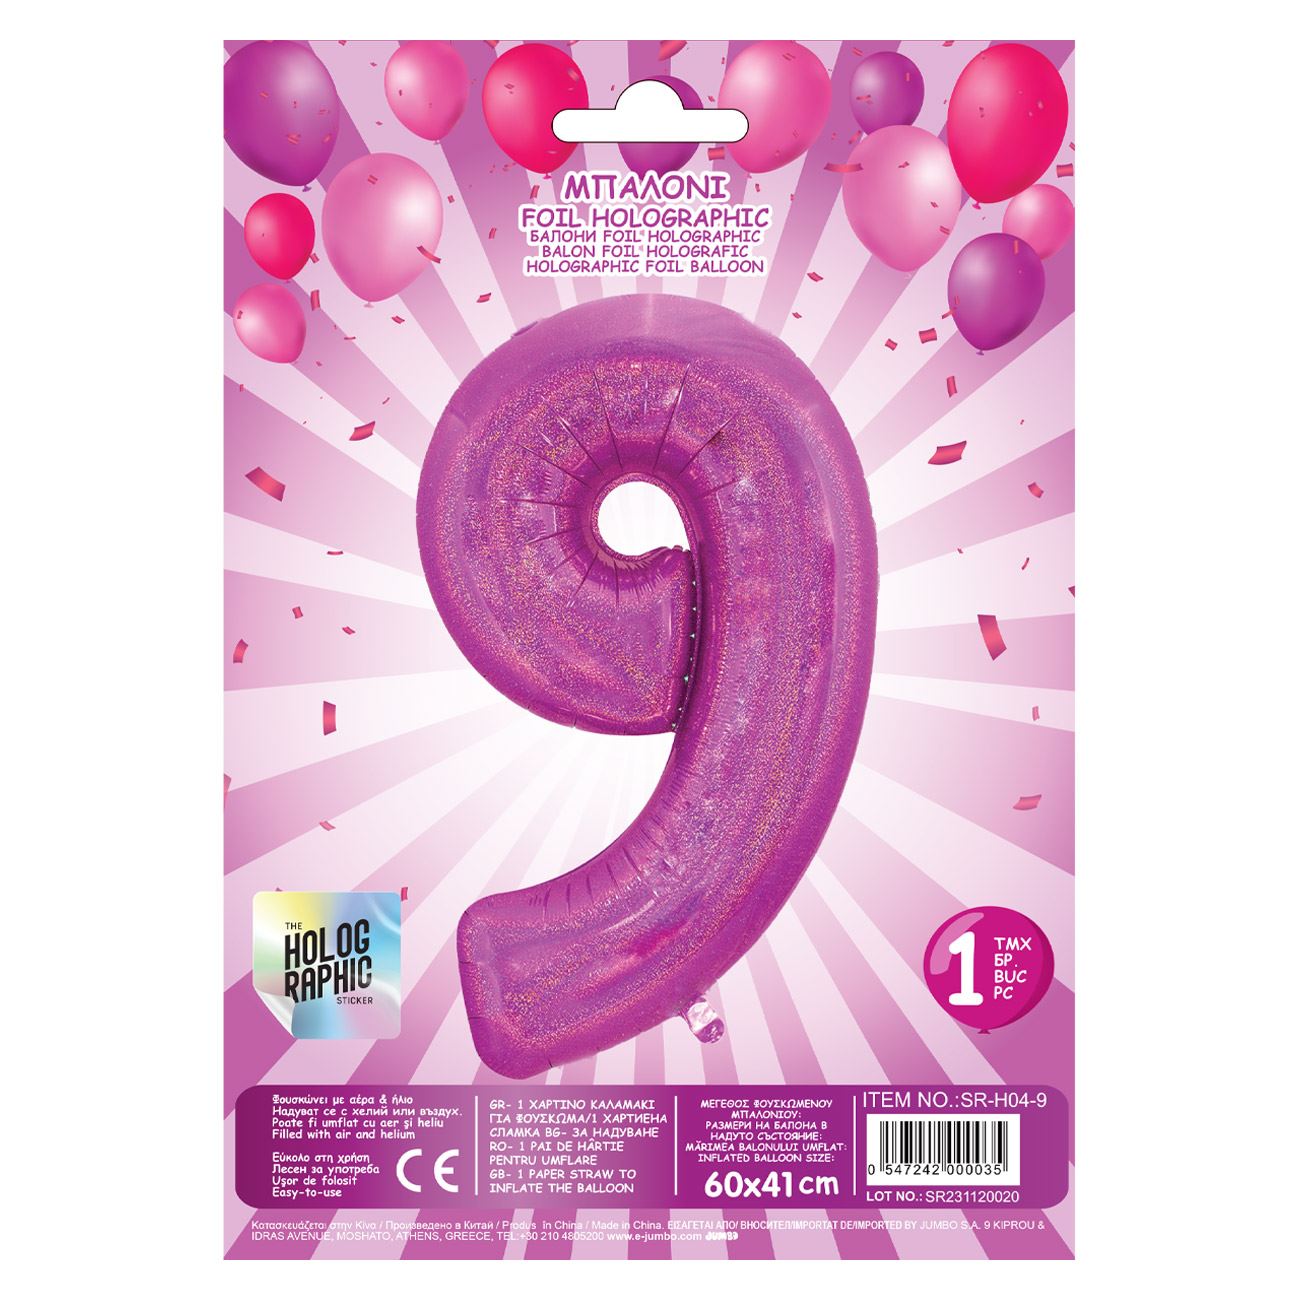 ΜΠΑΛΟΝΙ
FOIL HOLOGRAPHIC
БАЛОНИ FOIL HOLOGRAPHIC
BALON FOIL HOLOGRAFIC
HOLOGRAPHIC FOIL BALLOON
THE
HOLOG
RAPHIC
STICKER
1
ΤΜΧ
БР.
BUC
PC
Φουσκώνει με αέρα & ήλιο
Надуват се с хелий или въздух.
Poate fi umflat cu aer şi heliu
Filled with air and helium
Εύκολο στη χρήση
Лесен за употреба
Uşor de folosit
Easy-to-use
CE
GR- 1 ΧΑΡΤΙΝΟ ΚΑΛΑΜΑΚΙ
ΓΙΑ ΦΟΥΣΚΩΜΑ/1 ХАРТИЕНА
СЛАМКА BG- ЗА НАДУВАНЕ
RO- 1 PAI DE HÂRTIE
PENTRU UMFLARE
GB- 1 PAPER STRAW TO
INFLATE THE BALLOON
ΜΕΓΕΘΟΣ ΦΟΥΣΚΩΜΕΝΟΥ
ΜΠΑΛΟΝΙΟΥ:
РАЗМЕРИ НА БАЛОНА В
НАДУТО СЪСТОЯНИЕ:
MĂRIMEA BALONULUI UMFLAT:
INFLATED BALLOON SIZE:
60x41cm
ITEM NO.:SR-H04-9
0 547242 000035
LOT NO.: SR231120020
Κατασκευάζεται στην Κίνα / Произведено в Китай / Produs în China / Made in China. ΕΙΣΑΓΕΤΑΙ ΑΠΟ/ ВНОСИТЕЛ/IMPORTAT DE/IMPORTED BY JUMBO S.A. 9 KIPROU &
IDRAS AVENUE, MOSHATO, ATHENS, GREECE, TEL:+30 210 4805200 www.e-jumbo.com JUMBO